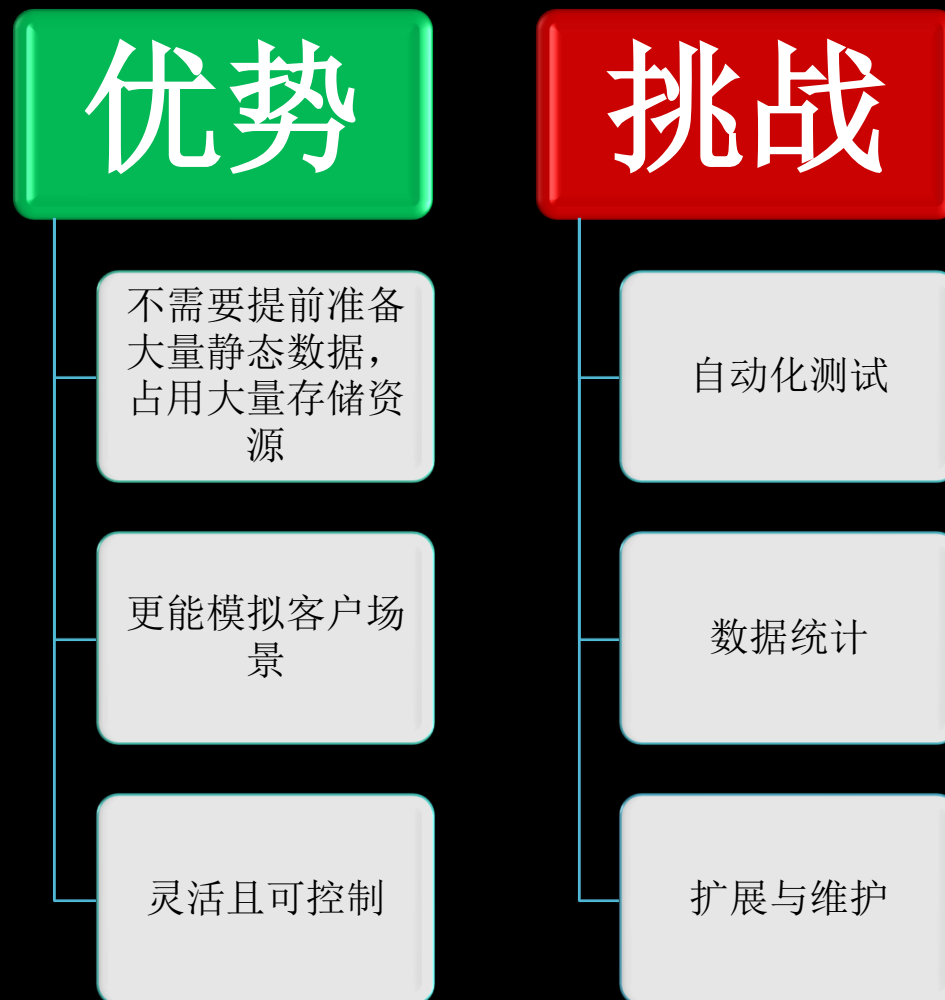 优势
不需要提前准备
大量静态数据，
占用大量存储资
源
更能模拟客户场
景
灵活且可控制
挑战
自动化测试
数据统计
扩展与维护